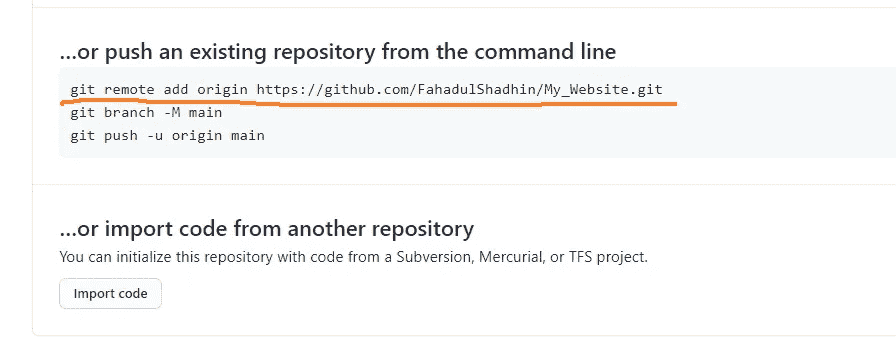 ...or push an existing repository from the command line
git remote add origin https://github.com/FahadulShadhin/My_Website.git
git branch -M main
git push -u origin main
...or import code from another repository
You can initialize this repository with code from a Subversion, Mercurial, or TFS project.
Import code